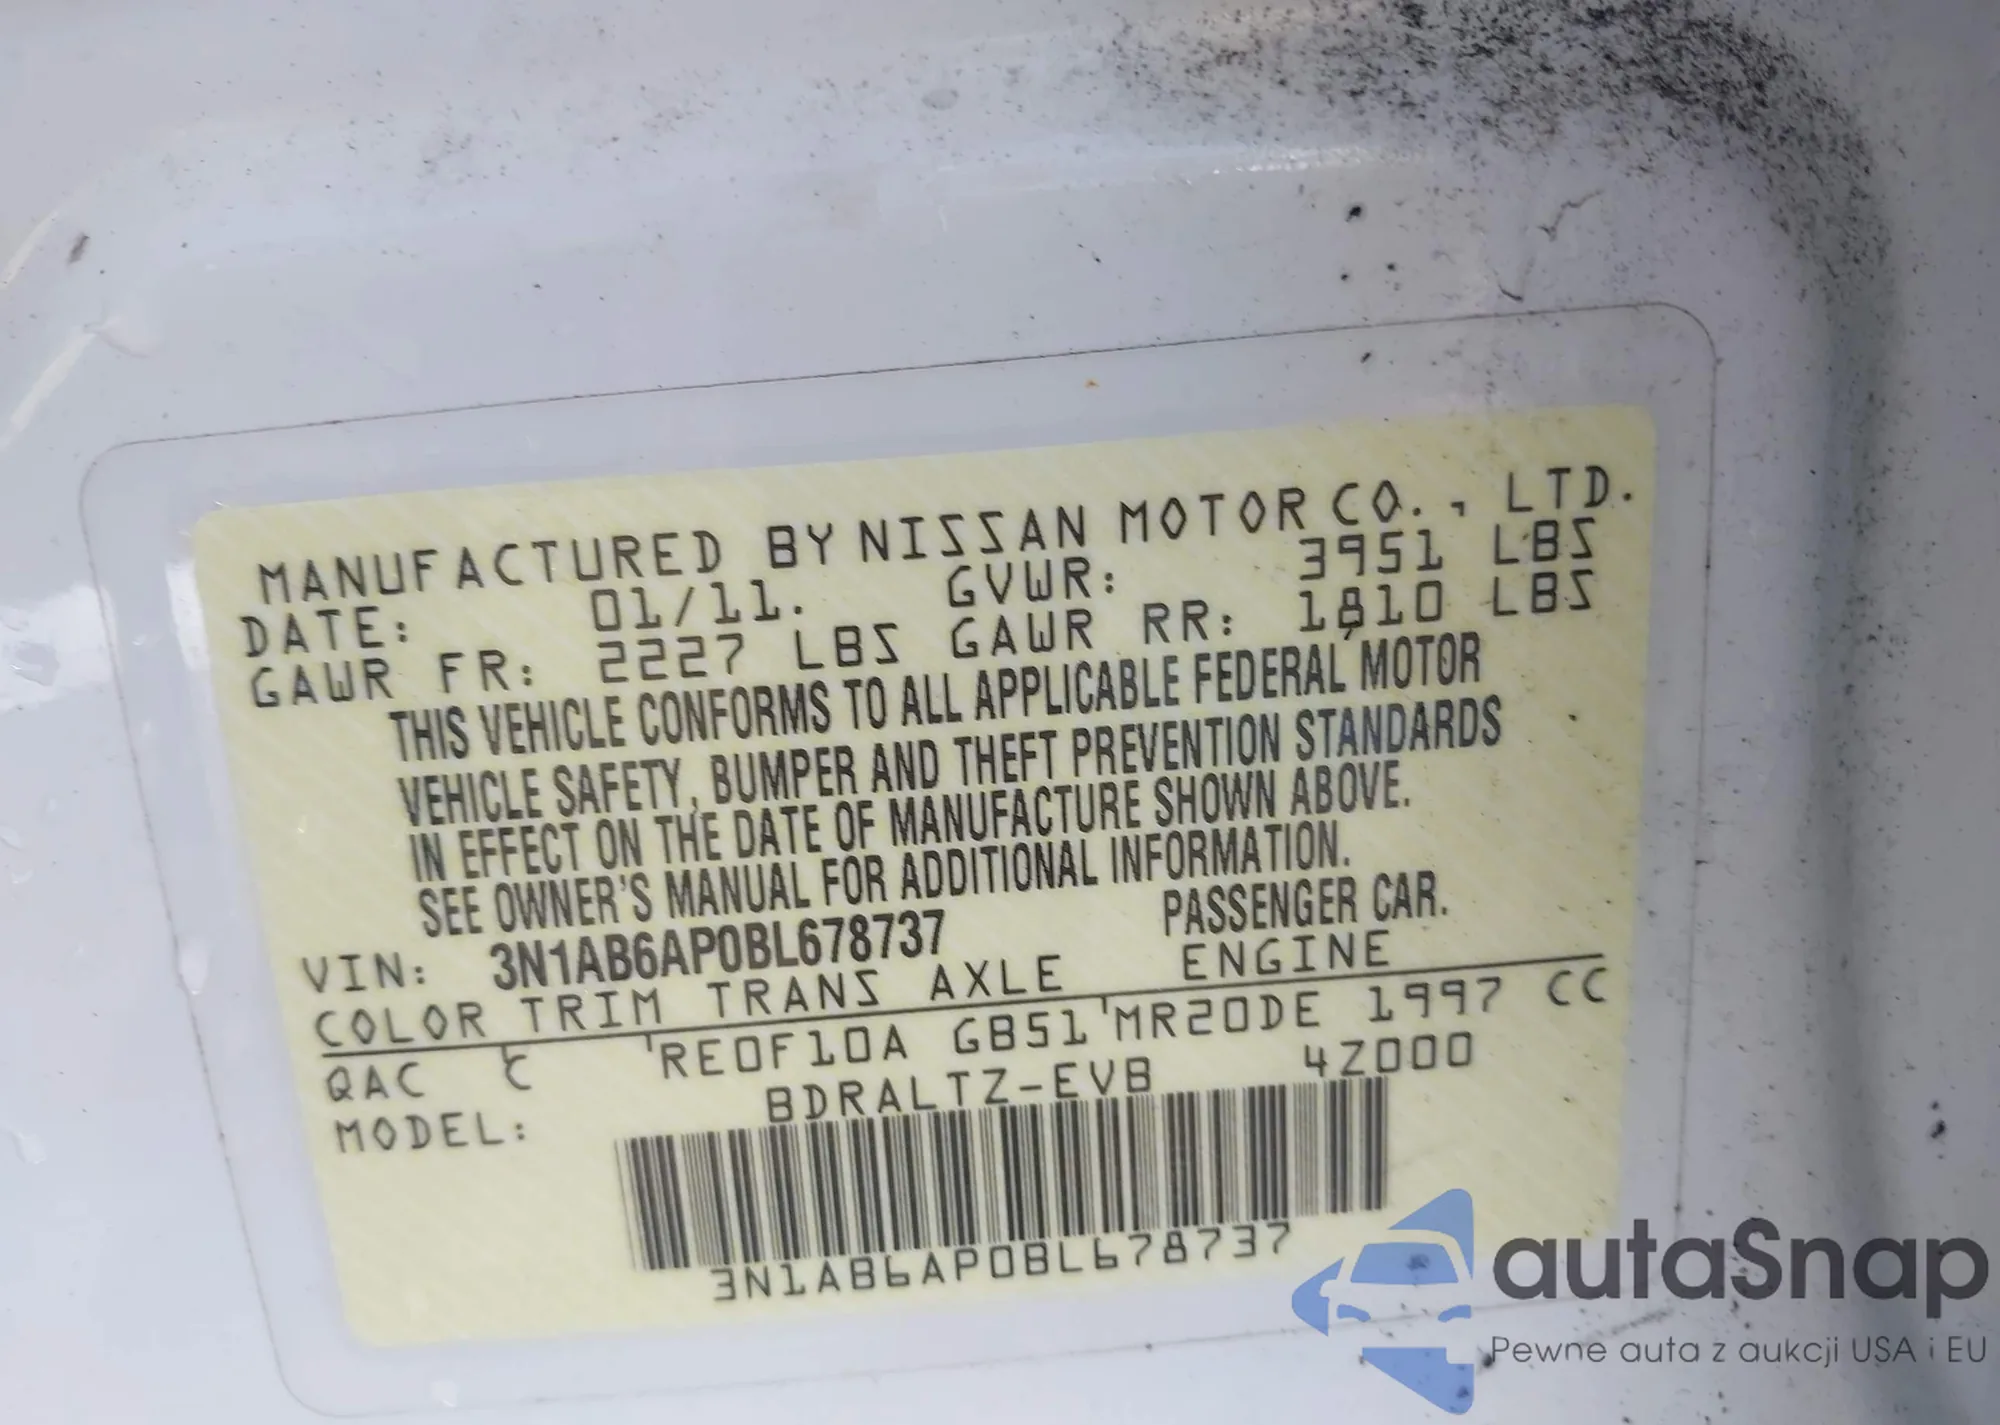 MANUFACTURED BY NISSAN MOTOR CO., LTD.
DATE: 01/11. GVWR: 3951 LBS
GAWR FR: 2227 LBS GAWR RR: 1810 LBS
THIS VEHICLE CONFORMS TO ALL APPLICABLE FEDERAL MOTOR
VEHICLE SAFETY, BUMPER AND THEFT PREVENTION STANDARDS
IN EFFECT ON THE DATE OF MANUFACTURE SHOWN ABOVE.
SEE OWNER'S MANUAL FOR ADDITIONAL INFORMATION.
VIN: 3N1AB6AP0BL678737 PASSENGER CAR.
COLOR TRIM TRANS AXLE ENGINE
QAC C RE0F10A GB51 MR20DE 1997 CC
MODEL: BDRALTZ-EVB 4Z000
3N1AB6AP0BL678737
autaSnap
Pewne auta z aukcji USA i EU